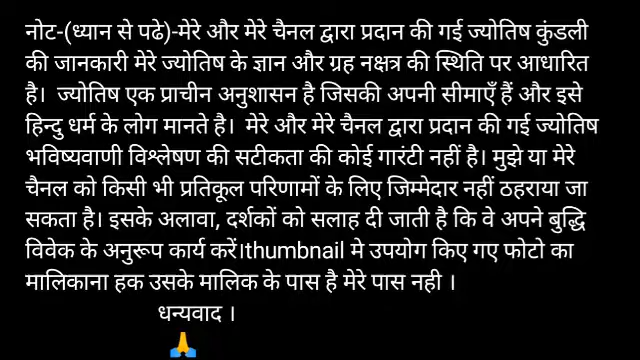 नोट-(ध्यान से पढे)-मेरे और मेरे चैनल द्वारा प्रदान की गई ज्योतिष कुंडली
की जानकारी मेरे ज्योतिष के ज्ञान और ग्रह नक्षत्र की स्थिति पर आधारित
है। ज्योतिष एक प्राचीन अनुशासन है जिसकी अपनी सीमाएँ हैं और इसे
हिन्दु धर्म के लोग मानते है। मेरे और मेरे चैनल द्वारा प्रदान की गई ज्योतिष
भविष्यवाणी विश्लेषण की सटीकता की कोई गारंटी नहीं है। मुझे या मेरे
चैनल को किसी भी प्रतिकूल परिणामों के लिए जिम्मेदार नहीं ठहराया जा
सकता है। इसके अलावा, दर्शकों को सलाह दी जाती है कि वे अपने बुद्धि
विवेक के अनुरूप कार्य करें।thumbnail मे उपयोग किए गए फोटो का
मालिकाना हक उसके मालिक के पास है मेरे पास नही ।
धन्यवाद ।
🙏